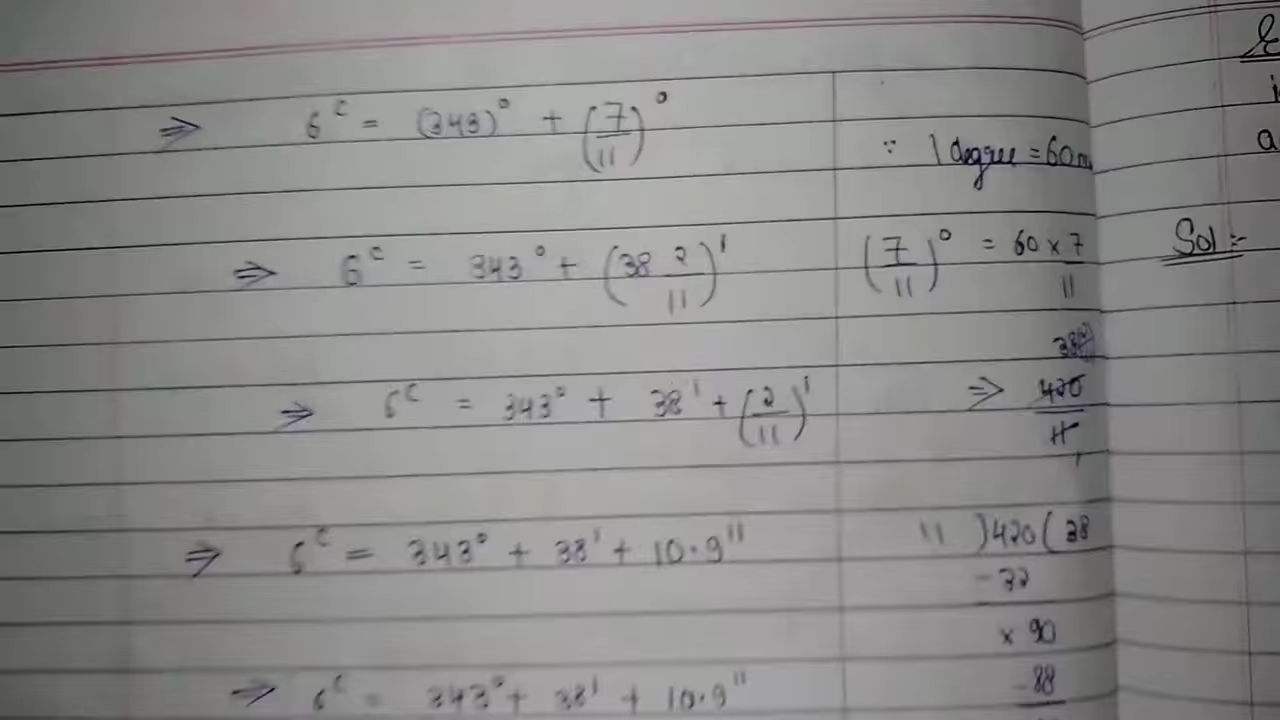 ⇒ 6ᶜ = (343)° + (7/11)°
∵ 1 degree = 60m
⇒ 6ᶜ = 343° + (38 2/11)'
(7/11)° = 60 × 7/11
Sol :-
⇒ 6ᶜ = 343° + 38' + (2/11)'
⇒ 420/11
⇒ 6ᶜ = 343° + 38' + 10.9"
11 )420( 38
- 33
× 90
- 88
⇒ 6ᶜ = 343° + 38' + 10.9"